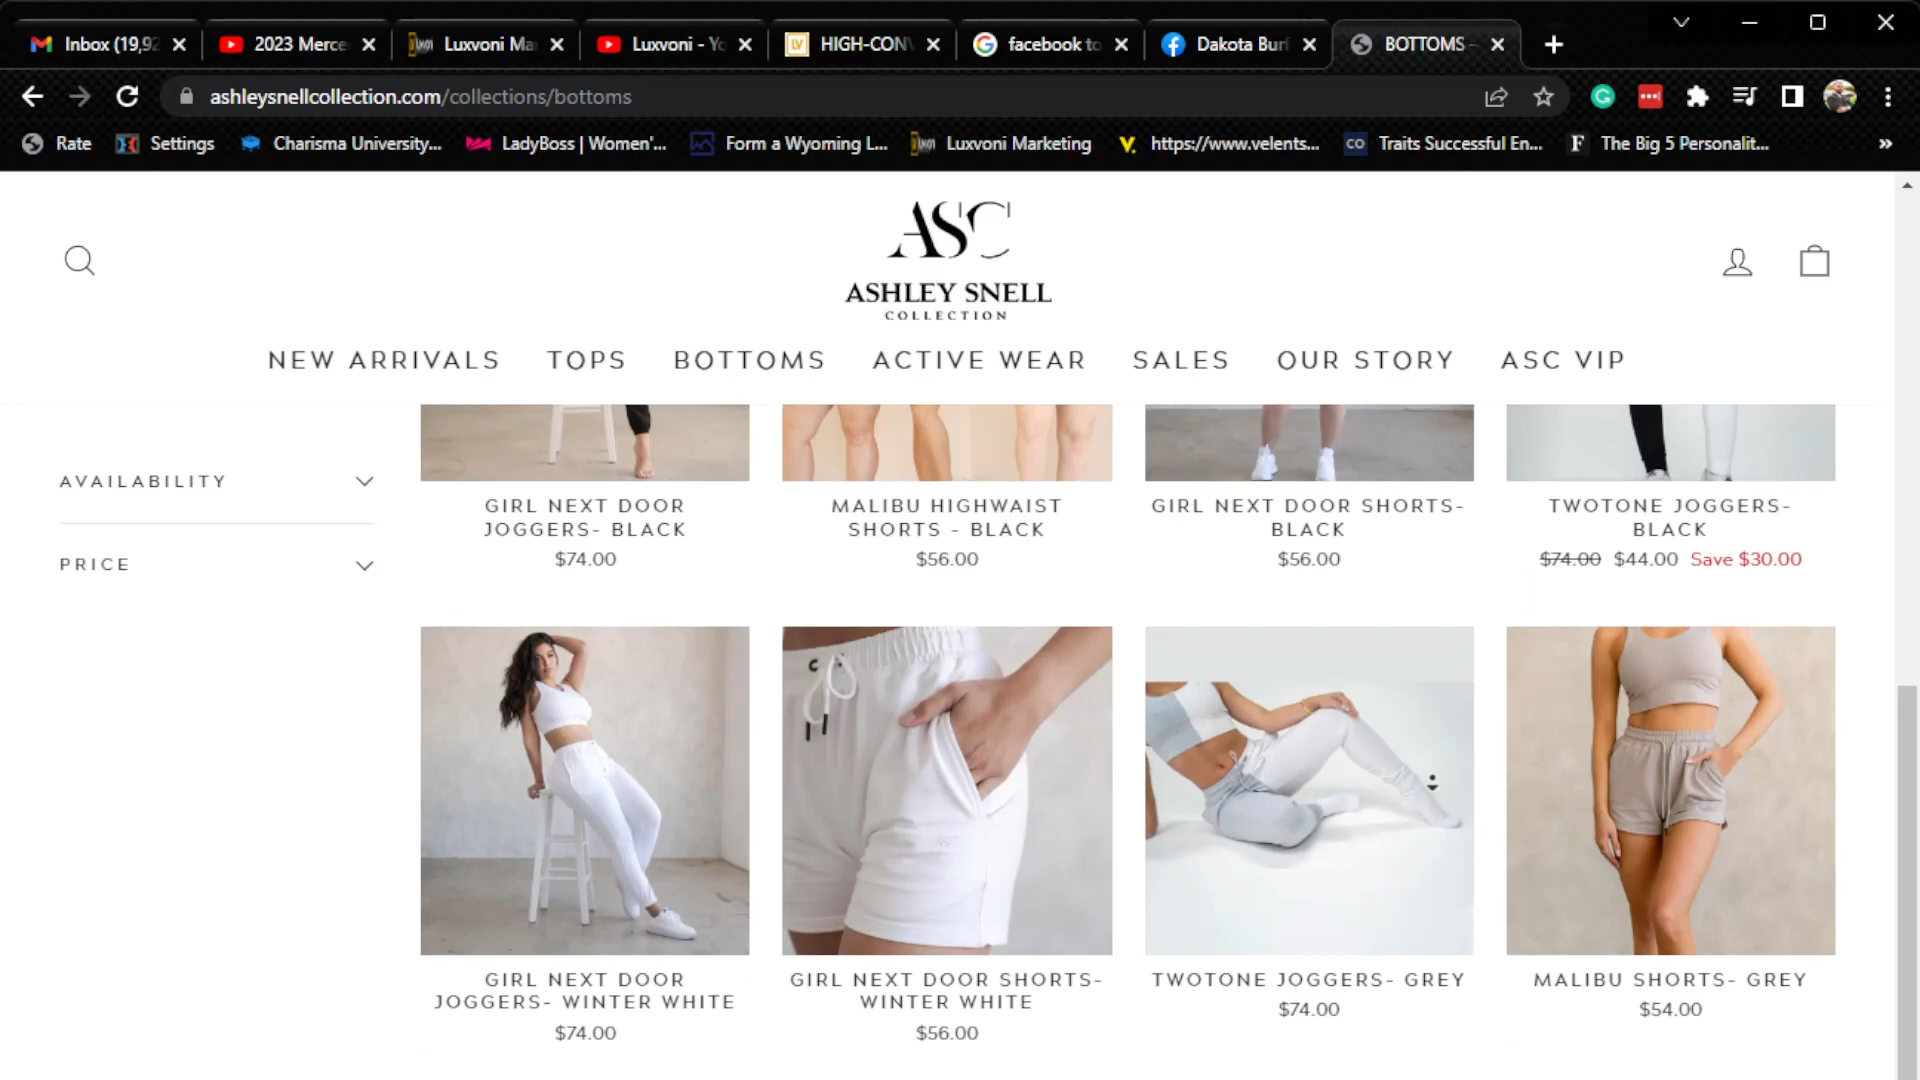 Inbox (19,92
2023 Merce
Luxvoni Ma
Luxvoni - Yo
LV
HIGH-CON
facebook to
Dakota Bur
BOTTOMS -
ashleysnellcollection.com/collections/bottoms
Rate
Settings
Charisma University...
LadyBoss | Women'...
Form a Wyoming L...
Luxvoni Marketing
https://www.velents...
CO
Traits Successful En...
F
The Big 5 Personalit...
»
ASC
ASHLEY SNELL
COLLECTION
NEW ARRIVALS
TOPS
BOTTOMS
ACTIVE WEAR
SALES
OUR STORY
ASC VIP
AVAILABILITY
PRICE
GIRL NEXT DOOR
JOGGERS- BLACK
$74.00
MALIBU HIGHWAIST
SHORTS - BLACK
$56.00
GIRL NEXT DOOR SHORTS-
BLACK
$56.00
TWOTONE JOGGERS-
BLACK
$74.00 $44.00 Save $30.00
GIRL NEXT DOOR
JOGGERS- WINTER WHITE
$74.00
GIRL NEXT DOOR SHORTS-
WINTER WHITE
$56.00
TWOTONE JOGGERS- GREY
$74.00
MALIBU SHORTS- GREY
$54.00